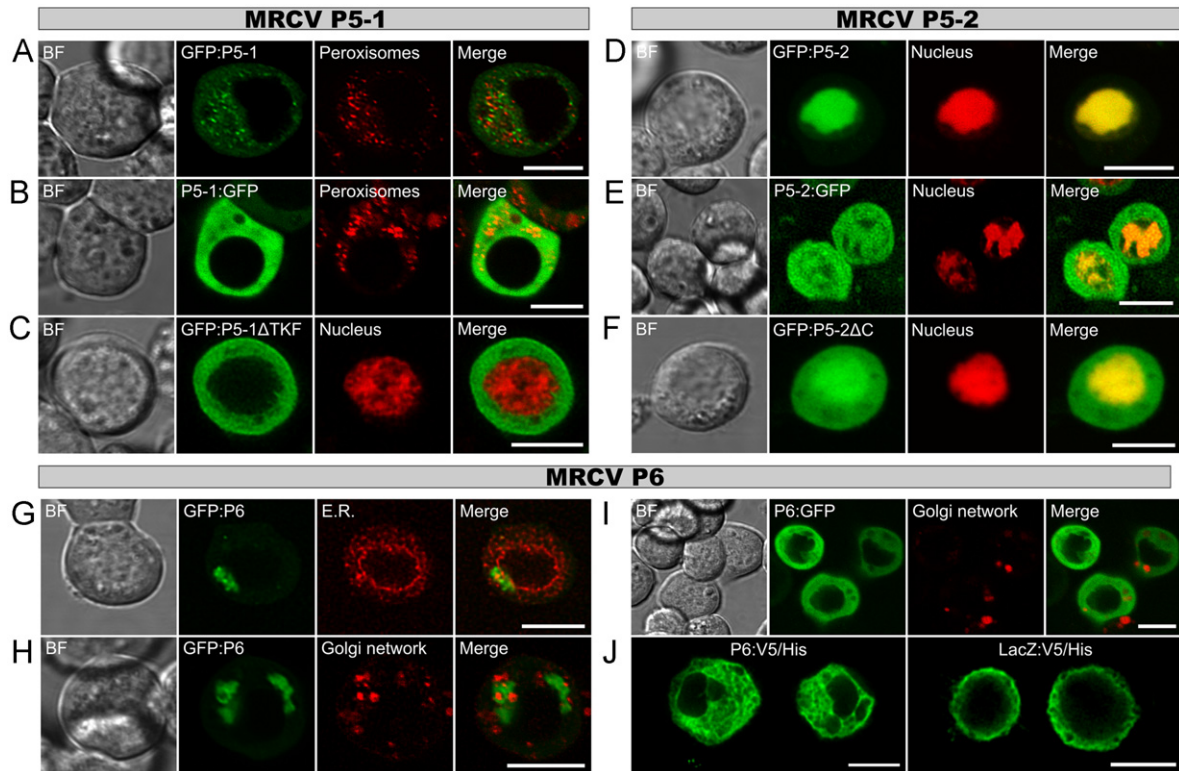 MRCV P5-1
A BF GFP:P5-1 Peroxisomes Merge
B BF P5-1:GFP Peroxisomes Merge
C BF GFP:P5-1ΔTKF Nucleus Merge
MRCV P5-2
D BF GFP:P5-2 Nucleus Merge
E BF P5-2:GFP Nucleus Merge
F BF GFP:P5-2ΔC Nucleus Merge
MRCV P6
G BF GFP:P6 E.R. Merge
H BF GFP:P6 Golgi network Merge
I BF P6:GFP Golgi network Merge
J P6:V5/His LacZ:V5/His